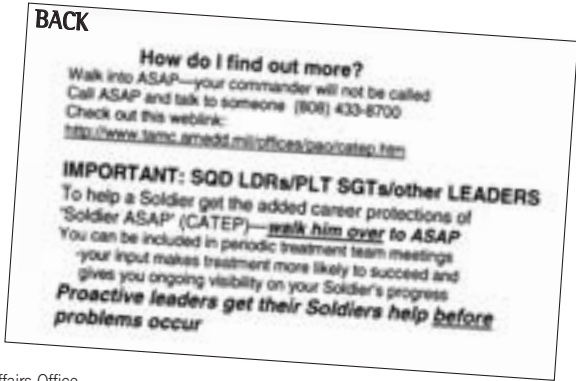 BACK
How do I find out more?
Walk into ASAP—your commander will not be called
Call ASAP and talk to someone (808) 433-8700
Check out this weblink:
http://www.tamc.amedd.mil/offices/pao/catep.htm
IMPORTANT: SQD LDRs/PLT SGTs/other LEADERS
To help a Soldier get the added career protections of
'Soldier ASAP' (CATEP)—walk him over to ASAP
You can be included in periodic treatment team meetings
-your input makes treatment more likely to succeed and
gives you ongoing visibility on your Soldier's progress
Proactive leaders get their Soldiers help before
problems occur
ffairs Office